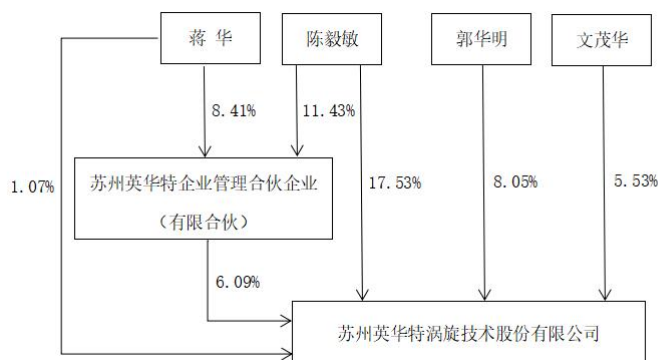 蒋 华
陈毅敏
郭华明
文茂华
8.41%
11.43%
1.07%
苏州英华特企业管理合伙企业
（有限合伙）
17.53%
8.05%
5.53%
6.09%
苏州英华特涡旋技术股份有限公司